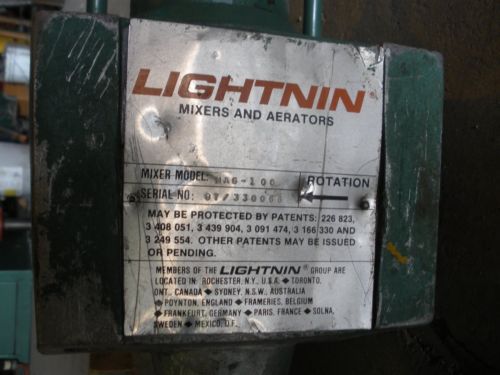 LIGHTNIN
MIXERS AND AERATORS
MIXER MODEL: MAG-100 ROTATION
SERIAL NO:
MAY BE PROTECTED BY PATENTS: 226 823,
3 408 051, 3 439 904, 3 091 474, 3 166 330 AND
3 249 554. OTHER PATENTS MAY BE ISSUED
OR PENDING.
MEMBERS OF THE LIGHTNIN® GROUP ARE
LOCATED IN: ROCHESTER, N.Y., U.S.A. ◆ TORONTO,
ONT., CANADA ◆ SYDNEY, N.S.W., AUSTRALIA
◆ POYNTON, ENGLAND ◆ FRAMERIES, BELGIUM
◆ FRANKFURT, GERMANY ◆ PARIS, FRANCE ◆ SOLNA,
SWEDEN ◆ MEXICO, D.F.